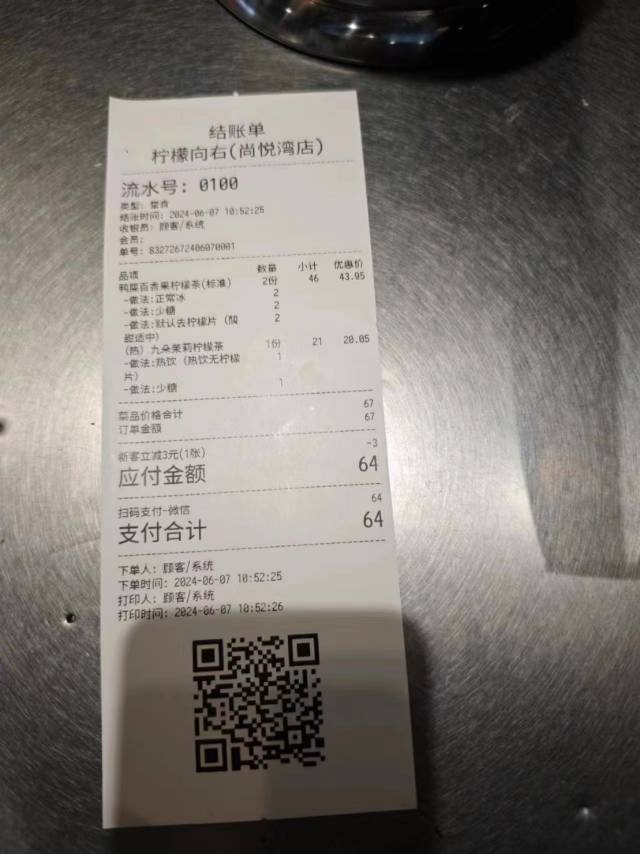 结账单
柠檬向右(尚悦湾店)
流水号: 0100
类型: 堂食
结账时间: 2024-06-07 10:52:25
收银员: 顾客/系统
会员:
单号: 83272672406070001
品项 数量 小计 优惠价
鸭屎百香果柠檬茶(标准) 2份 46 43.95
-做法:正常冰 2
-做法:少糖 2
-做法:默认去柠檬片 (酸 2
甜适中)
(热) 九朵茉莉柠檬茶 1份 21 20.05
-做法:热饮 (热饮无柠檬 1
片)
-做法:少糖 1
菜品价格合计 67
订单金额 67
新客立减3元(1张) -3
应付金额 64
扫码支付-微信 64
支付合计 64
下单人: 顾客/系统
下单时间: 2024-06-07 10:52:25
打印人: 顾客/系统
打印时间: 2024-06-07 10:52:26